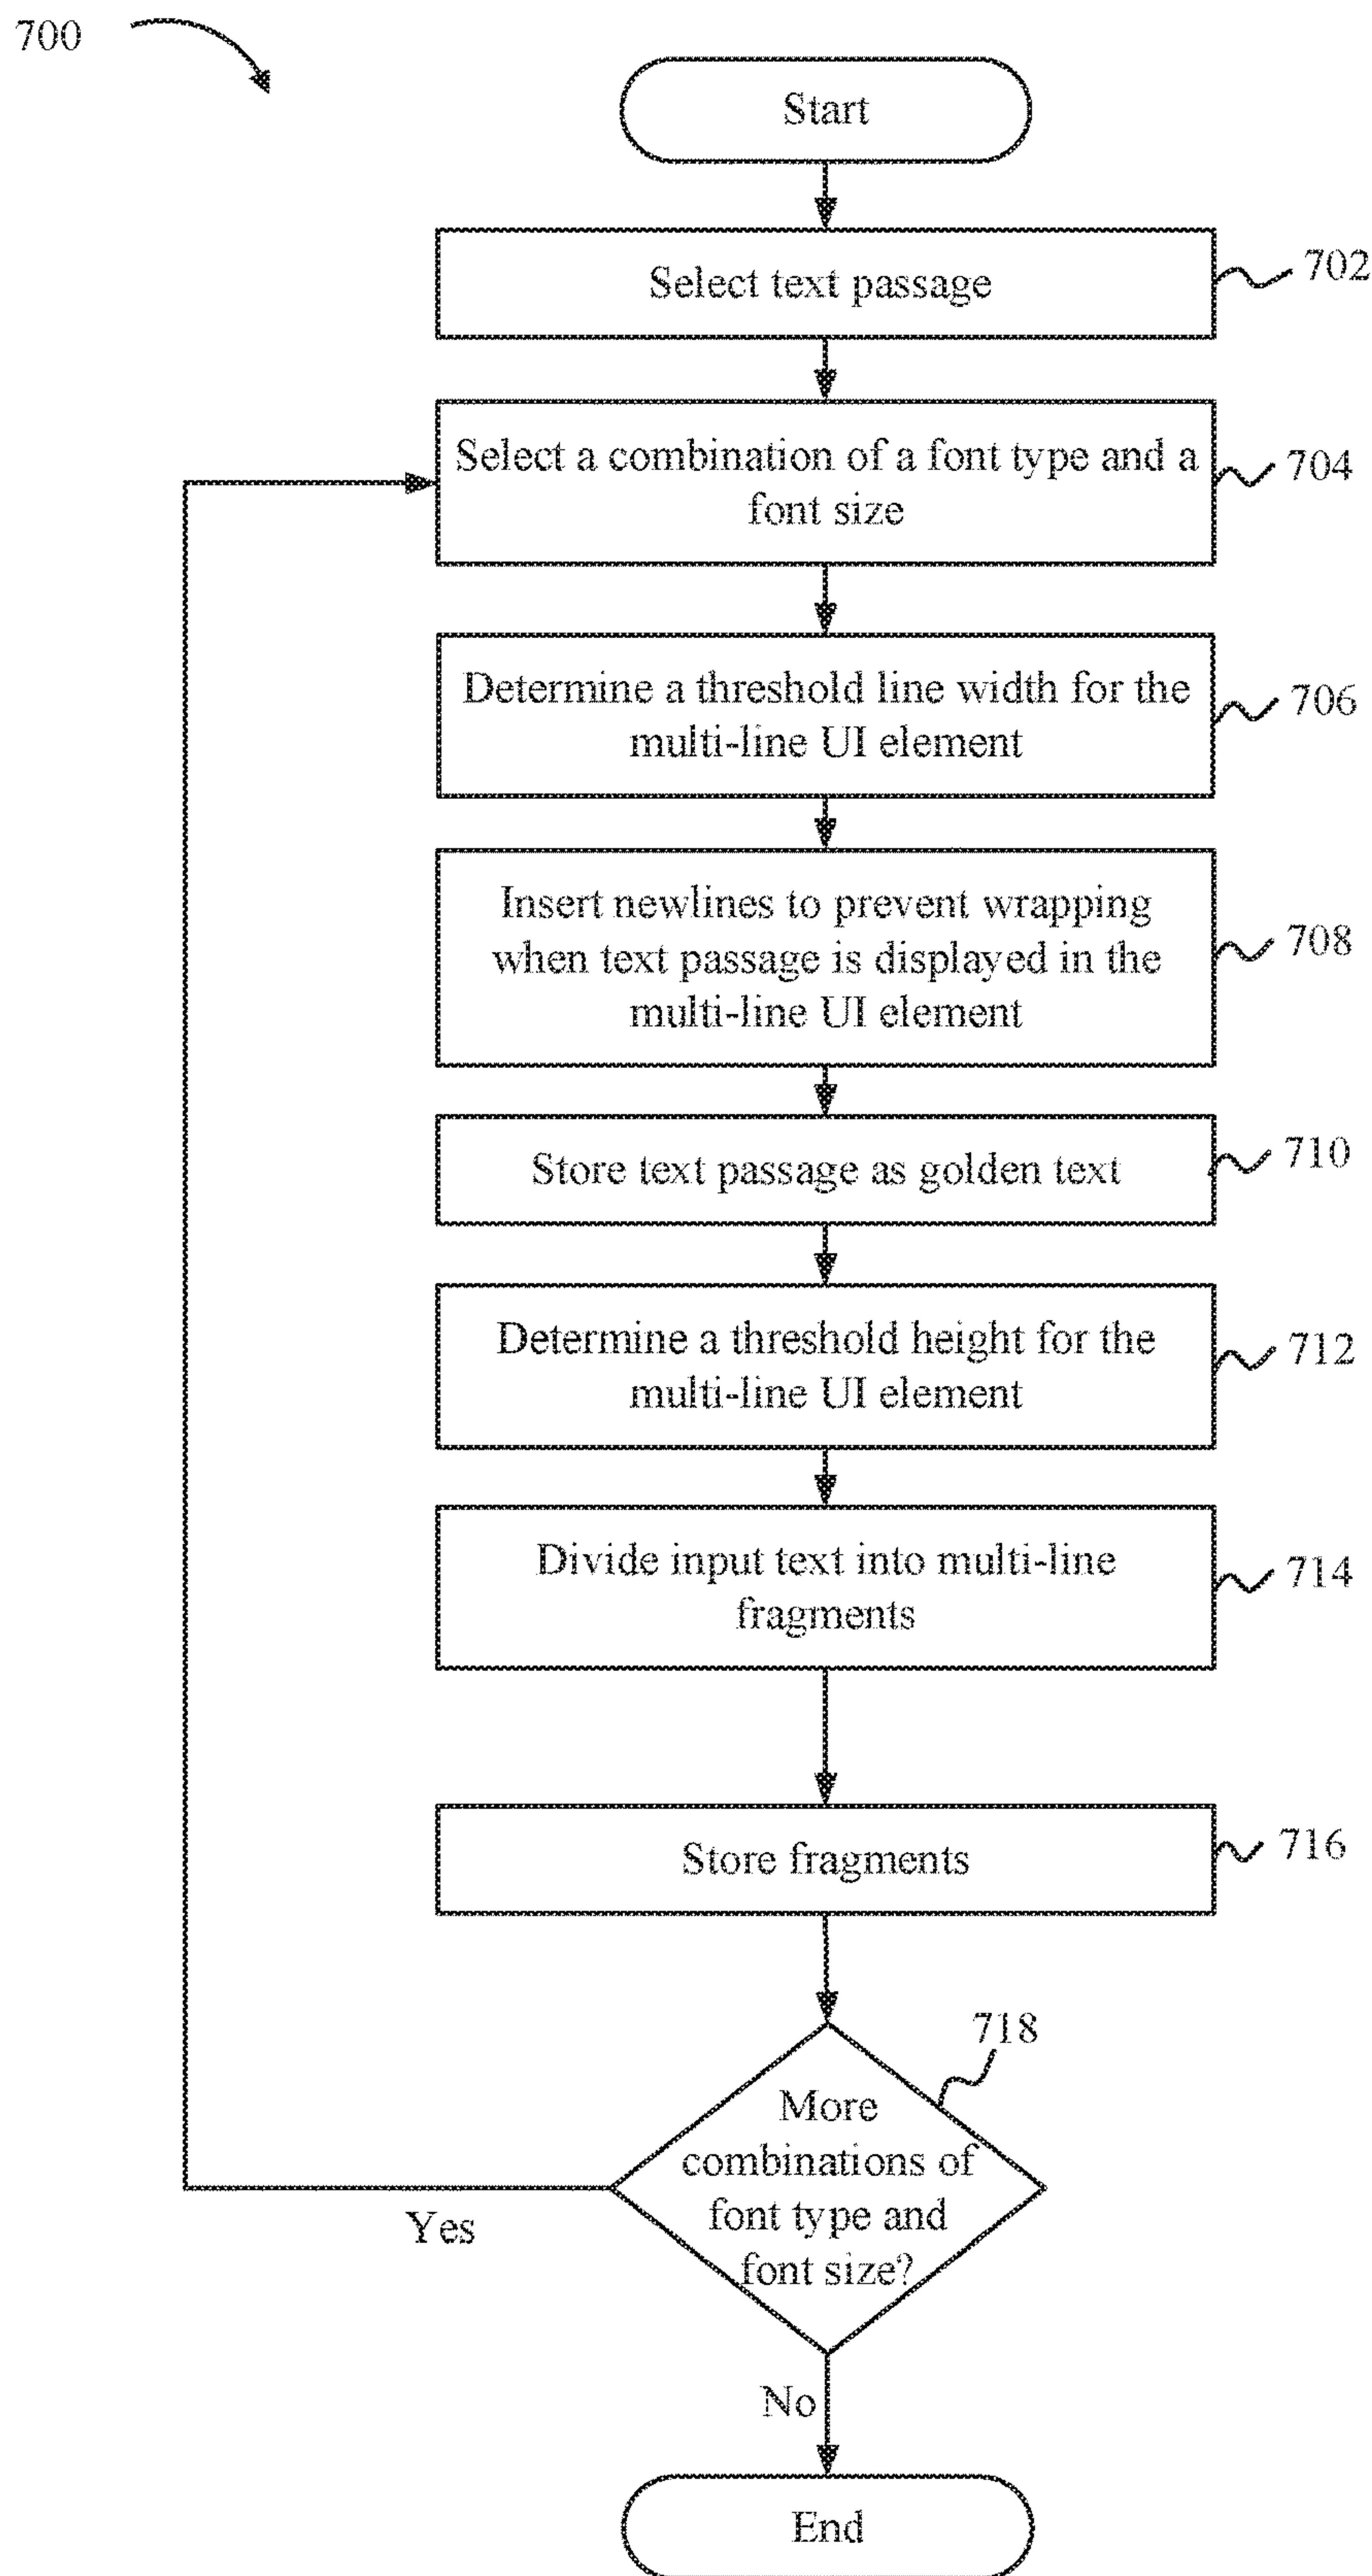 700
Start
Select text passage
702
Select a combination of a font type and a
font size
704
Determine a threshold line width for the
multi-line UI element
706
Insert newlines to prevent wrapping
when text passage is displayed in the
multi-line UI element
708
Store text passage as golden text
710
Determine a threshold height for the
multi-line UI element
712
Divide input text into multi-line
fragments
714
Store fragments
716
718
More
combinations of
font type and
font size?
Yes
No
End